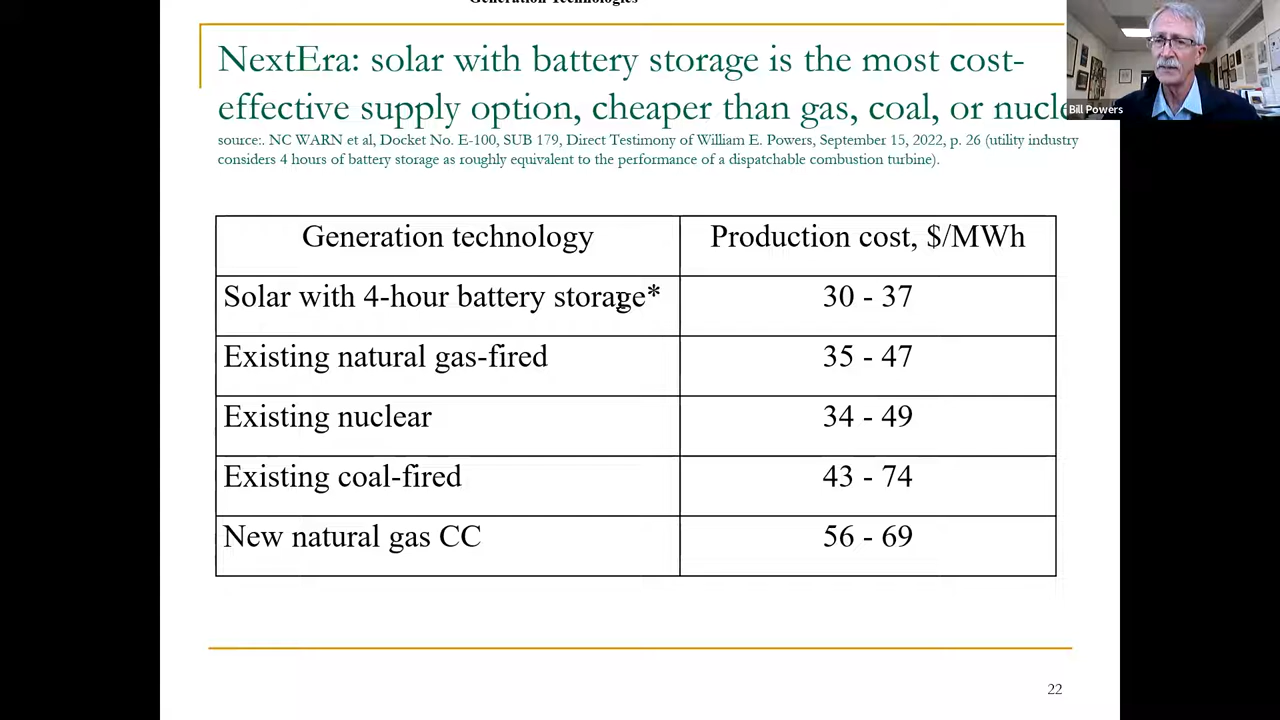 Generation Technologies
NextEra: solar with battery storage is the most cost-
effective supply option, cheaper than gas, coal, or nucle
Bill Powers
source:. NC WARN et al, Docket No. E-100, SUB 179, Direct Testimony of William E. Powers, September 15, 2022, p. 26 (utility industry
considers 4 hours of battery storage as roughly equivalent to the performance of a dispatchable combustion turbine).
Generation technology Production cost, $/MWh
Solar with 4-hour battery storage* 30 - 37
Existing natural gas-fired 35 - 47
Existing nuclear 34 - 49
Existing coal-fired 43 - 74
New natural gas CC 56 - 69
22